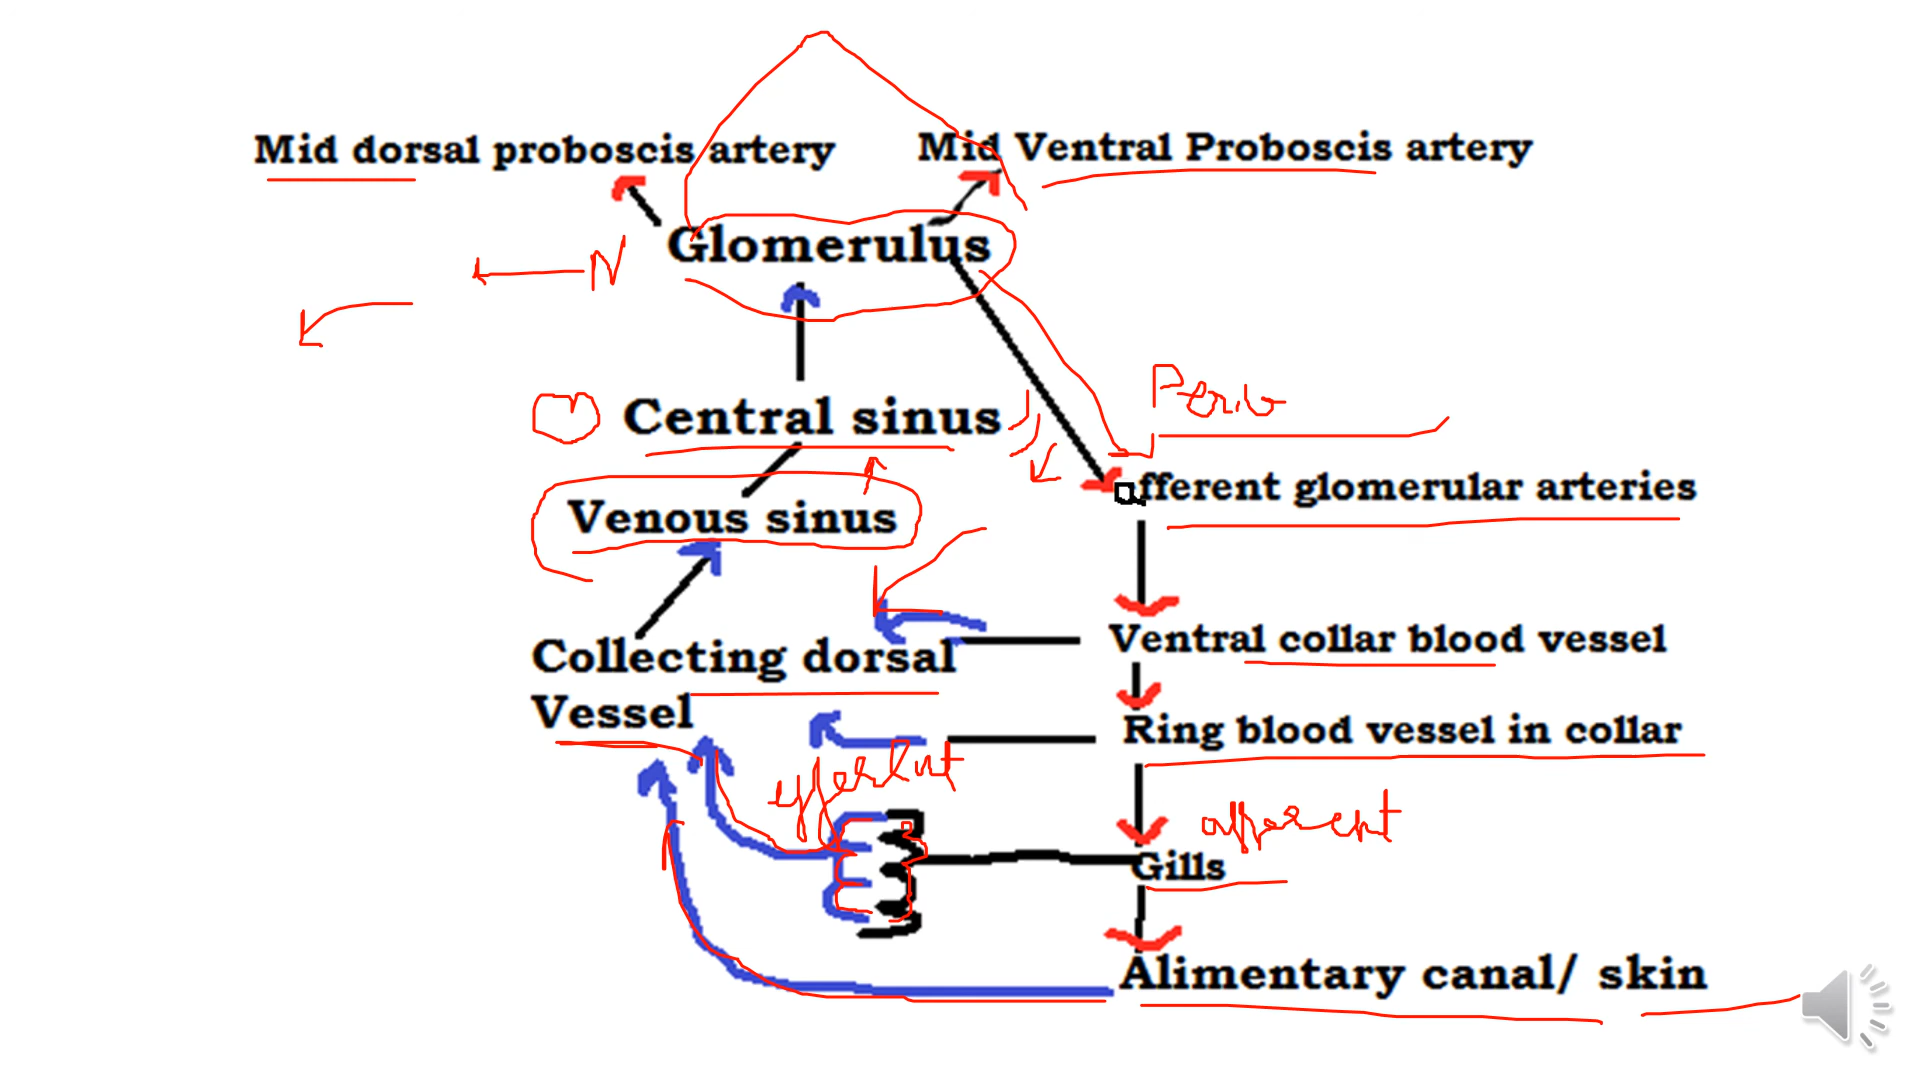 Mid dorsal proboscis artery
Mid Ventral Proboscis artery
Glomerulus
N
Central sinus
afferent glomerular arteries
Venous sinus
Ventral collar blood vessel
Collecting dorsal
Vessel
Ring blood vessel in collar
efferent
afferent
Gills
Alimentary canal/ skin